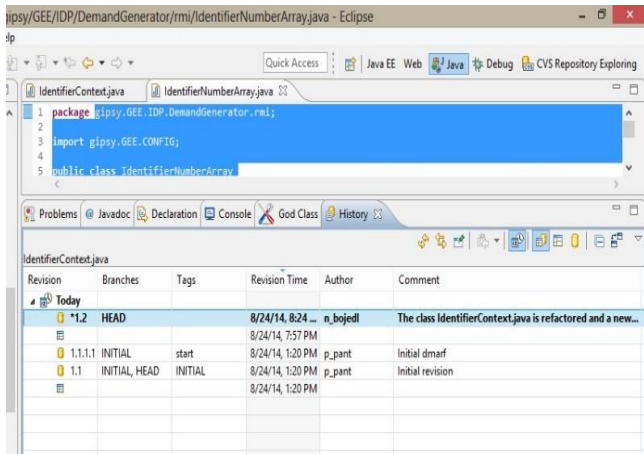 gipsy/GEE/IDP/DemandGenerator/rmi/IdentifierNumberArray.java - Eclipse
elp
Quick Access Java EE Web Java Debug CVS Repository Exploring
IdentifierContext.java IdentifierNumberArray.java
1 package gipsy.GEE.IDP.DemandGenerator.rmi;
2
3 import gipsy.GEE.CONFIG;
4
5 public class IdentifierNumberArray
Problems @ Javadoc Declaration Console God Class History
IdentifierContext.java
Revision Branches Tags Revision Time Author Comment
Today
*1.2 HEAD 8/24/14, 8:24 ... n_bojedl The class IdentifierContext.java is refactored and a new...
8/24/14, 7:57 PM
1.1.1.1 INITIAL start 8/24/14, 1:20 PM p_pant Initial dmarf
1.1 INITIAL, HEAD INITIAL 8/24/14, 1:20 PM p_pant Initial revision
8/24/14, 1:20 PM